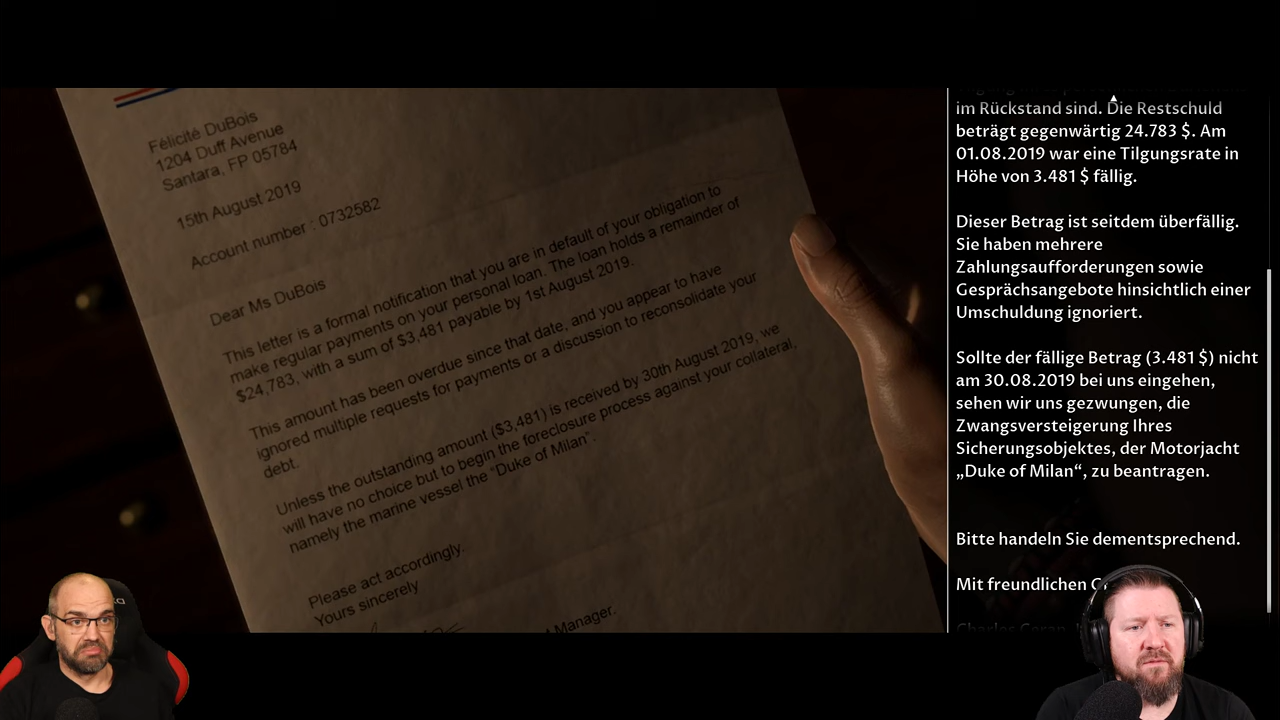 Félicité DuBois
1204 Duff Avenue
Santara, FP 05784
15th August 2019
Account number : 0732582
Dear Ms DuBois
This letter is a formal notification that you are in default of your obligation to
make regular payments on your personal loan. The loan holds a remainder of
$24,783, with a sum of $3,481 payable by 1st August 2019.
This amount has been overdue since that date, and you appear to have
ignored multiple requests for payments or a discussion to reconsolidate your
debt.
Unless the outstanding amount ($3,481) is received by 30th August 2019, we
will have no choice but to begin the foreclosure process against your collateral,
namely the marine vessel the "Duke of Milan".
Please act accordingly.
Yours sincerely
Manager.
im Rückstand sind. Die Restschuld
beträgt gegenwärtig 24.783 $. Am
01.08.2019 war eine Tilgungsrate in
Höhe von 3.481 $ fällig.
Dieser Betrag ist seitdem überfällig.
Sie haben mehrere
Zahlungsaufforderungen sowie
Gesprächsangebote hinsichtlich einer
Umschuldung ignoriert.
Sollte der fällige Betrag (3.481 $) nicht
am 30.08.2019 bei uns eingehen,
sehen wir uns gezwungen, die
Zwangsversteigerung Ihres
Sicherungsobjektes, der Motorjacht
„Duke of Milan“, zu beantragen.
Bitte handeln Sie dementsprechend.
Mit freundlichen